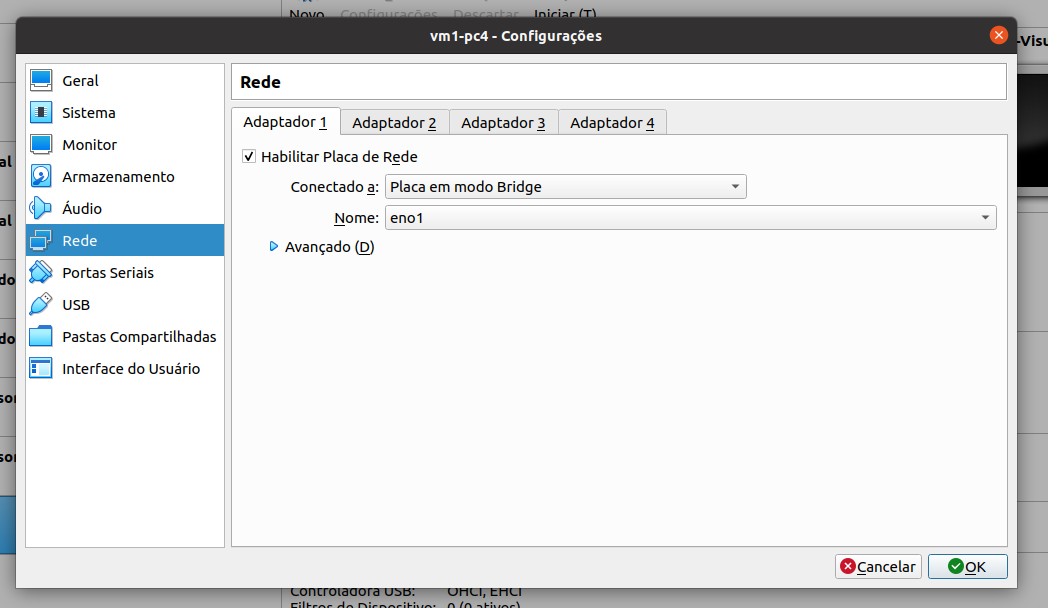 Novo Configurações Descartar Iniciar (T)
vm1-pc4 - Configurações
-Visu
Geral
Sistema
Monitor
Armazenamento
Áudio
Rede
Portas Seriais
USB
Pastas Compartilhadas
Interface do Usuário
Rede
Adaptador 1 Adaptador 2 Adaptador 3 Adaptador 4
Habilitar Placa de Rede
Conectado a: Placa em modo Bridge
Nome: eno1
Avançado (D)
al
al
do
do
sor
sor
Cancelar OK
Controladora USB: OHCI, EHCI
Filtros de Dispositivo: 0 (0 ativos)